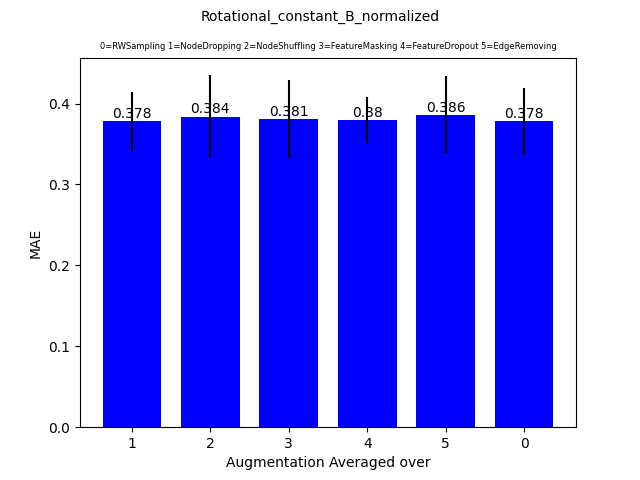 Rotational_constant_B_normalized
0=RWSampling 1=NodeDropping 2=NodeShuffling 3=FeatureMasking 4=FeatureDropout 5=EdgeRemoving
0.378 0.384 0.381 0.38 0.386 0.378
0.4
0.3
0.2
0.1
0.0
MAE
1 2 3 4 5 0
Augmentation Averaged over